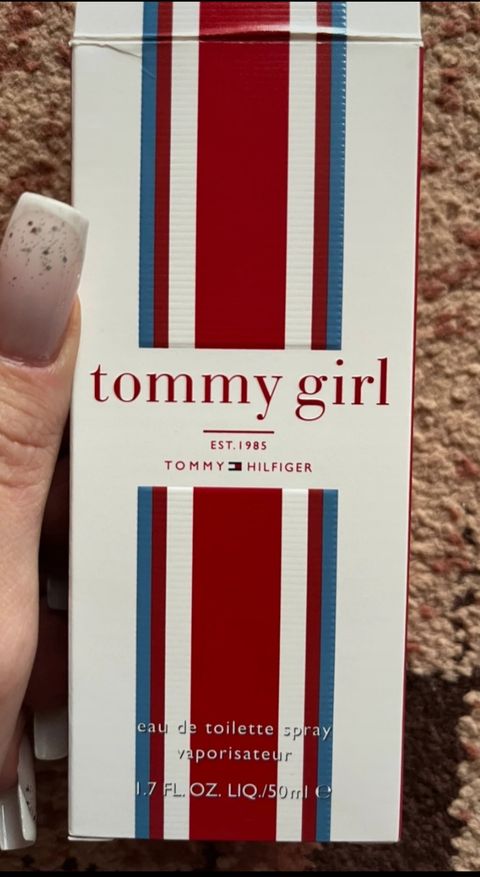 tommy girl
EST.1985
TOMMY HILFIGER
eau de toilette spray
vaporisateur
1.7 FL. OZ. LIQ./50ml ℮